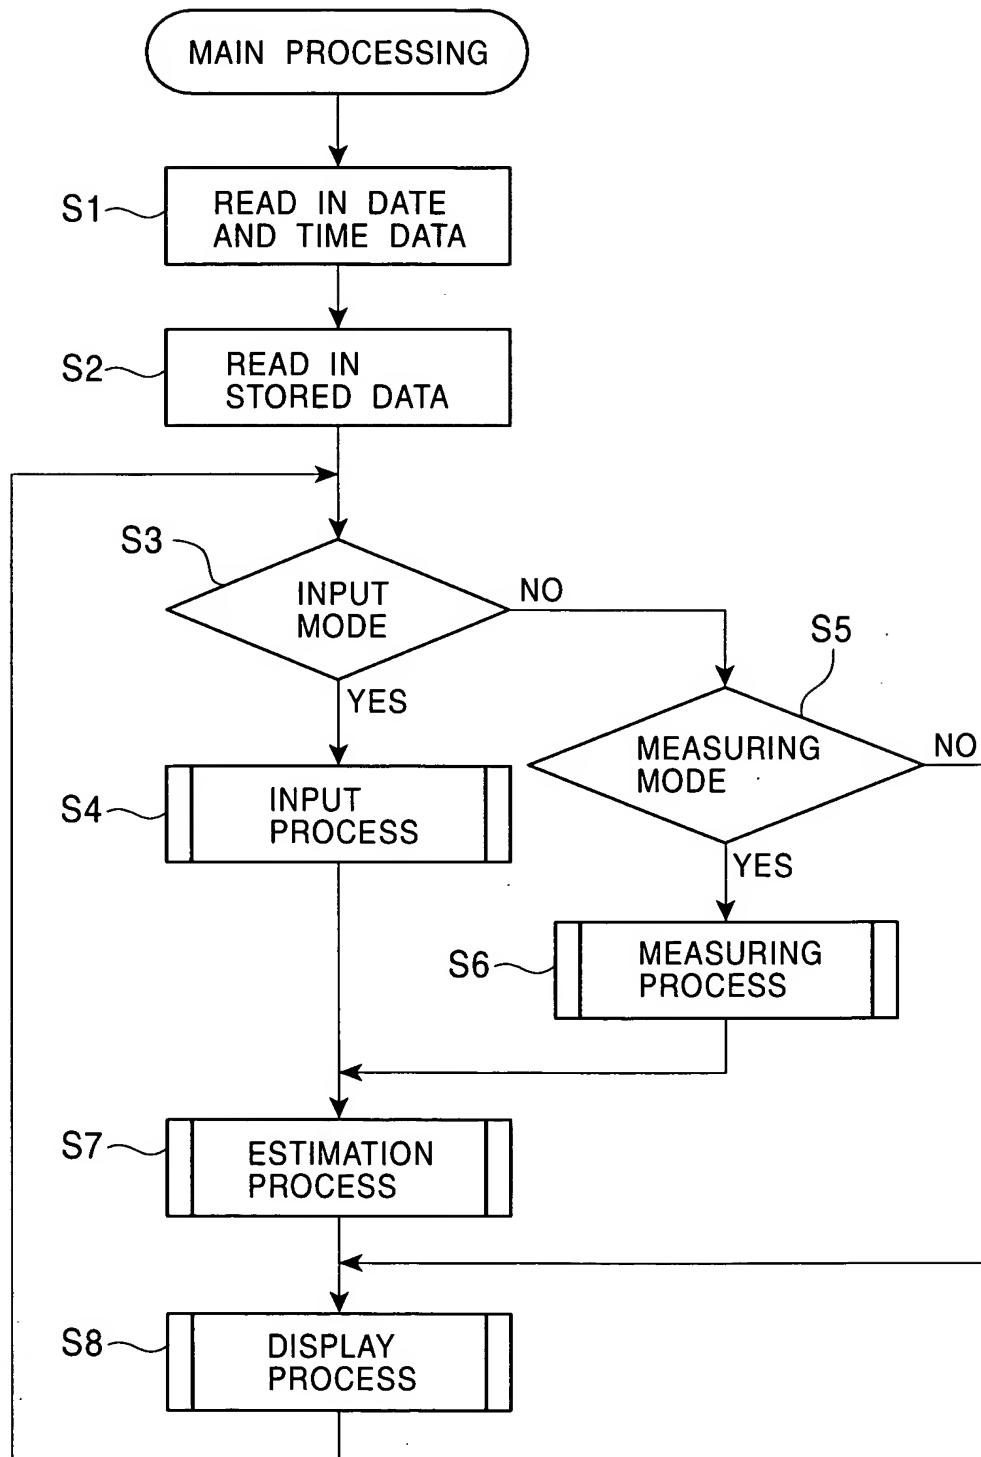 MAIN PROCESSING
S1
READ IN DATE
AND TIME DATA
S2
READ IN
STORED DATA
S3
INPUT
MODE
NO
YES
S5
MEASURING
MODE
NO
YES
S4
INPUT
PROCESS
S6
MEASURING
PROCESS
S7
ESTIMATION
PROCESS
S8
DISPLAY
PROCESS